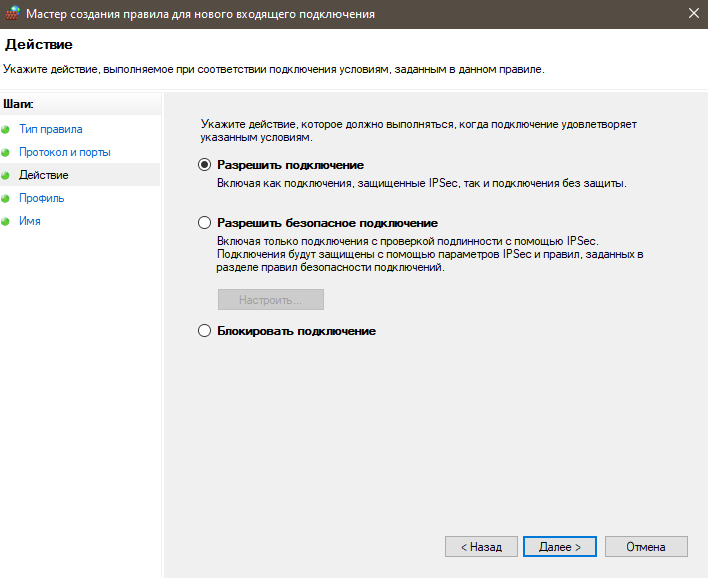 Мастер создания правила для нового входящего подключения
Действие
Укажите действие, выполняемое при соответствии подключения условиям, заданным в данном правиле.
Шаги:
Тип правила
Протокол и порты
Действие
Профиль
Имя
Укажите действие, которое должно выполняться, когда подключение удовлетворяет
указанным условиям.
Разрешить подключение
Включая как подключения, защищенные IPSec, так и подключения без защиты.
Разрешить безопасное подключение
Включая только подключения с проверкой подлинности с помощью IPSec.
Подключения будут защищены с помощью параметров IPSec и правил, заданных в
разделе правил безопасности подключений.
Настроить...
Блокировать подключение
< Назад
Далее >
Отмена